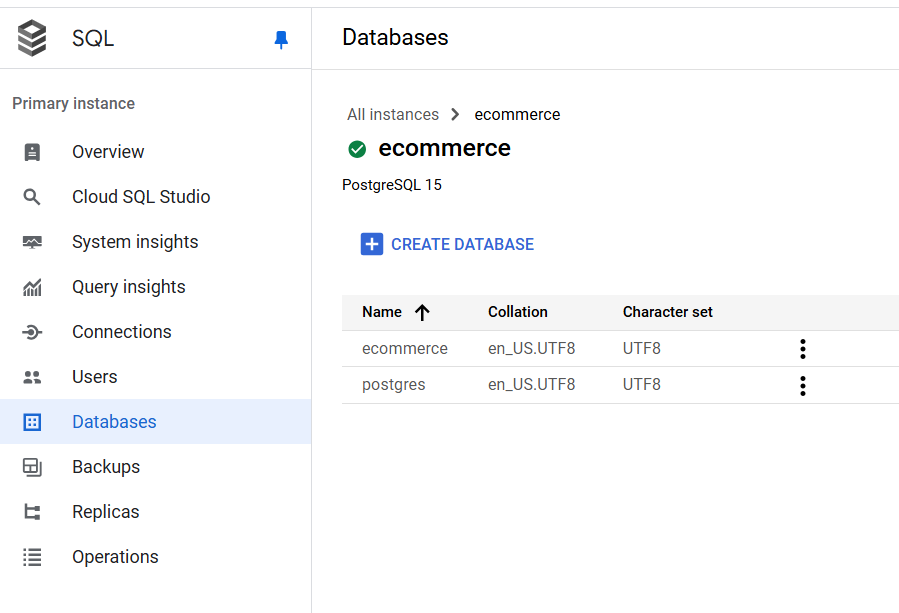 SQL
Databases
Primary instance
Overview
Cloud SQL Studio
System insights
Query insights
Connections
Users
Databases
Backups
Replicas
Operations
All instances > ecommerce
ecommerce
PostgreSQL 15
CREATE DATABASE
Name Collation Character set
ecommerce en_US.UTF8 UTF8
postgres en_US.UTF8 UTF8